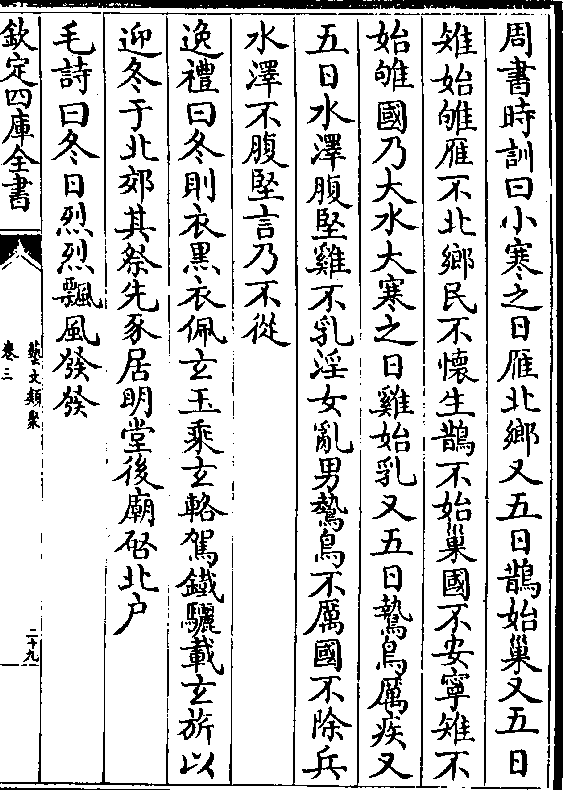 周書時訓曰小寒之日雁北鄉又五日鵲始巢又五日
雉始雊雁不北鄉民不懷生鵲不始巢國不安寧雉不
始雊國乃大水大寒之日雞始乳又五日鷙鳥厲疾又
五日水澤腹堅雞不乳淫女亂男鷙鳥不厲國不除兵
水澤不腹堅言乃不從
逸禮曰冬則衣黑衣佩玄玉乘玄輅駕鐵驪載玄旂以
迎冬于北郊其祭先豕居明堂後廟啓北户
毛詩曰冬日烈烈飄風發發
欽定四庫全書
藝文類聚
卷三
二十九